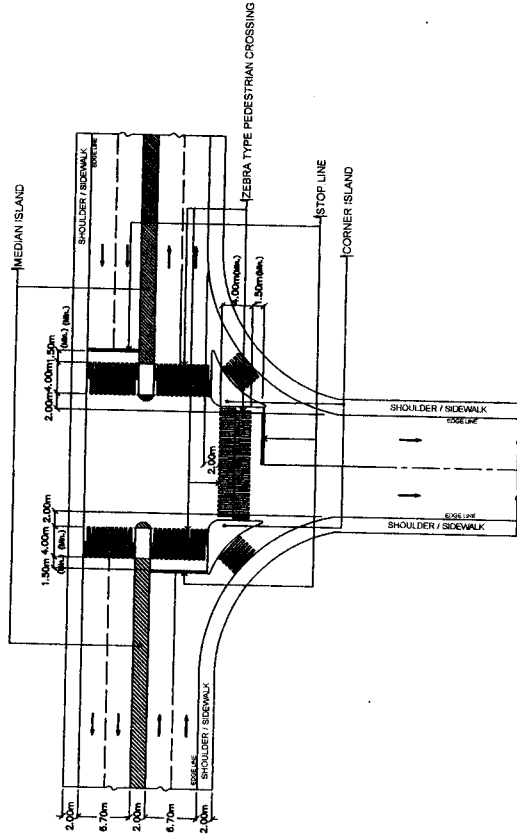 MEDIAN ISLAND
SHOULDER / SIDEWALK
EDGE LINE
2.00m 4.00m 1.50m
(Min.) (Min.)
1.50m 4.00m 2.00m
(Min.) (Min.)
2.00m
6.70m
2.00m
6.70m
2.00m
EDGE LINE
SHOULDER / SIDEWALK
2.00m
4.00m(Min.)
1.50m(Min.)
ZEBRA TYPE PEDESTRIAN CROSSING
STOP LINE
CORNER ISLAND
SHOULDER / SIDEWALK
EDGE LINE
EDGE LINE
SHOULDER / SIDEWALK